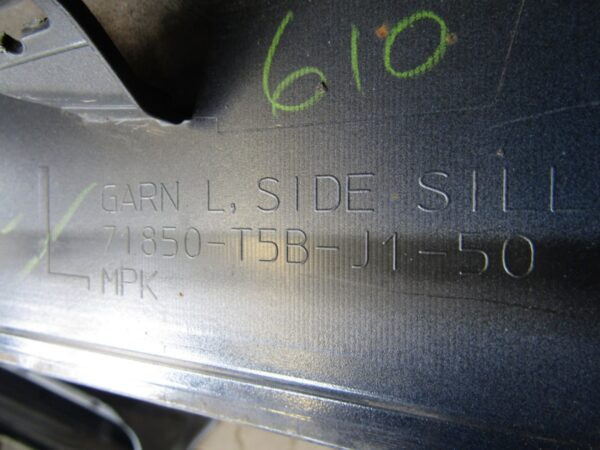 610
L GARN L, SIDE SILL
71850-T5B-J1-50
MPK